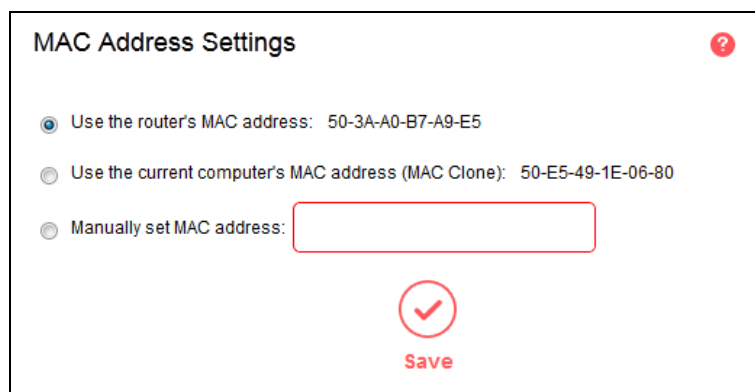 MAC Address Settings
?
Use the router's MAC address: 50-3A-A0-B7-A9-E5
Use the current computer's MAC address (MAC Clone): 50-E5-49-1E-06-80
Manually set MAC address:
Save